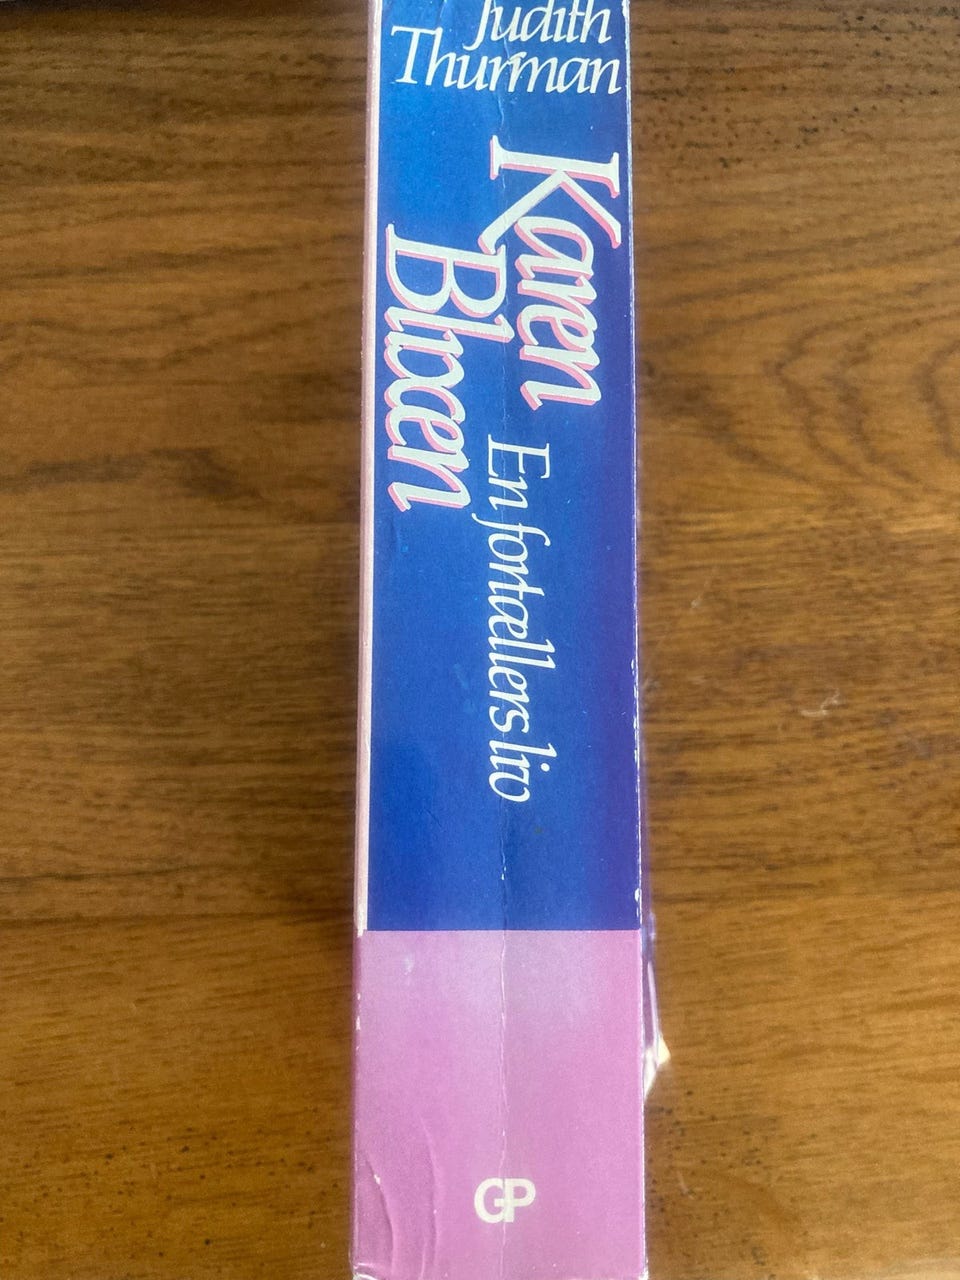 Judith
Thurman
Karen
Blixen
En fortællers liv
GP